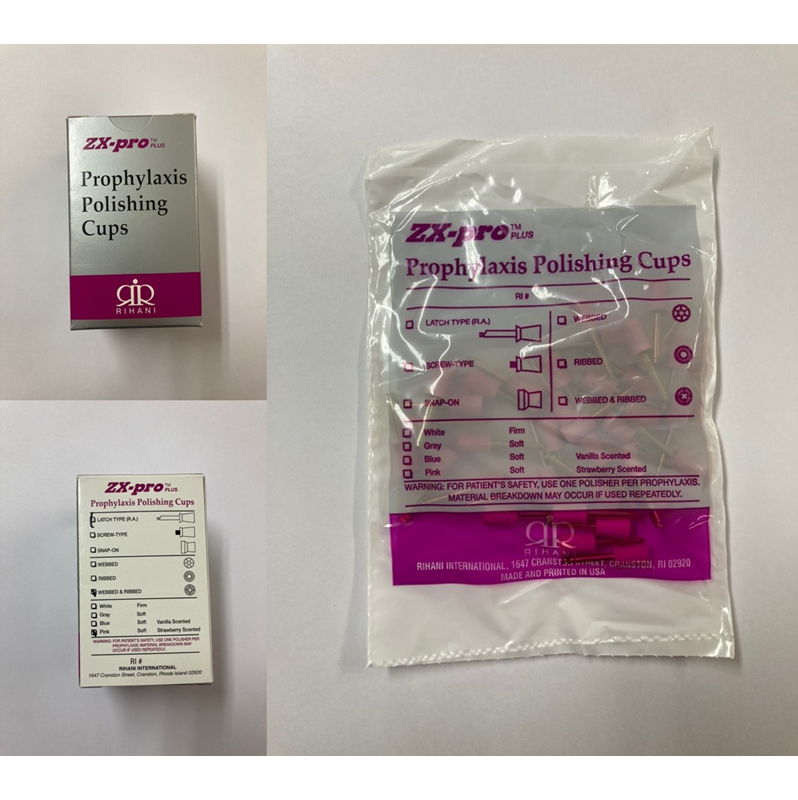 ZX-pro™ PLUS
Prophylaxis
Polishing
Cups
RIHANI
ZX-pro™ PLUS
Prophylaxis Polishing Cups
LATCH TYPE (R.A.)
SCREW-TYPE
SNAP-ON
WEBBED
RIBBED
WEBBED & RIBBED
White Firm
Gray Soft
Blue Soft Vanilla Scented
Pink Soft Strawberry Scented
WARNING: FOR PATIENT'S SAFETY, USE ONE POLISHER PER
PROPHYLAXIS. MATERIAL BREAKDOWN MAY
OCCUR IF USED REPEATEDLY.
RI #
RIHANI INTERNATIONAL
1647 Cranston Street, Cranston, Rhode Island 02920
ZX-pro™ PLUS
Prophylaxis Polishing Cups
RI #
LATCH TYPE (R.A.) WEBBED
SCREW-TYPE RIBBED
SNAP-ON WEBBED & RIBBED
White Firm
Gray Soft
Blue Soft Vanilla Scented
Pink Soft Strawberry Scented
WARNING: FOR PATIENT'S SAFETY, USE ONE POLISHER PER PROPHYLAXIS.
MATERIAL BREAKDOWN MAY OCCUR IF USED REPEATEDLY.
RIHANI
RIHANI INTERNATIONAL, 1647 CRANSTON STREET, CRANSTON, RI 02920
MADE AND PRINTED IN USA